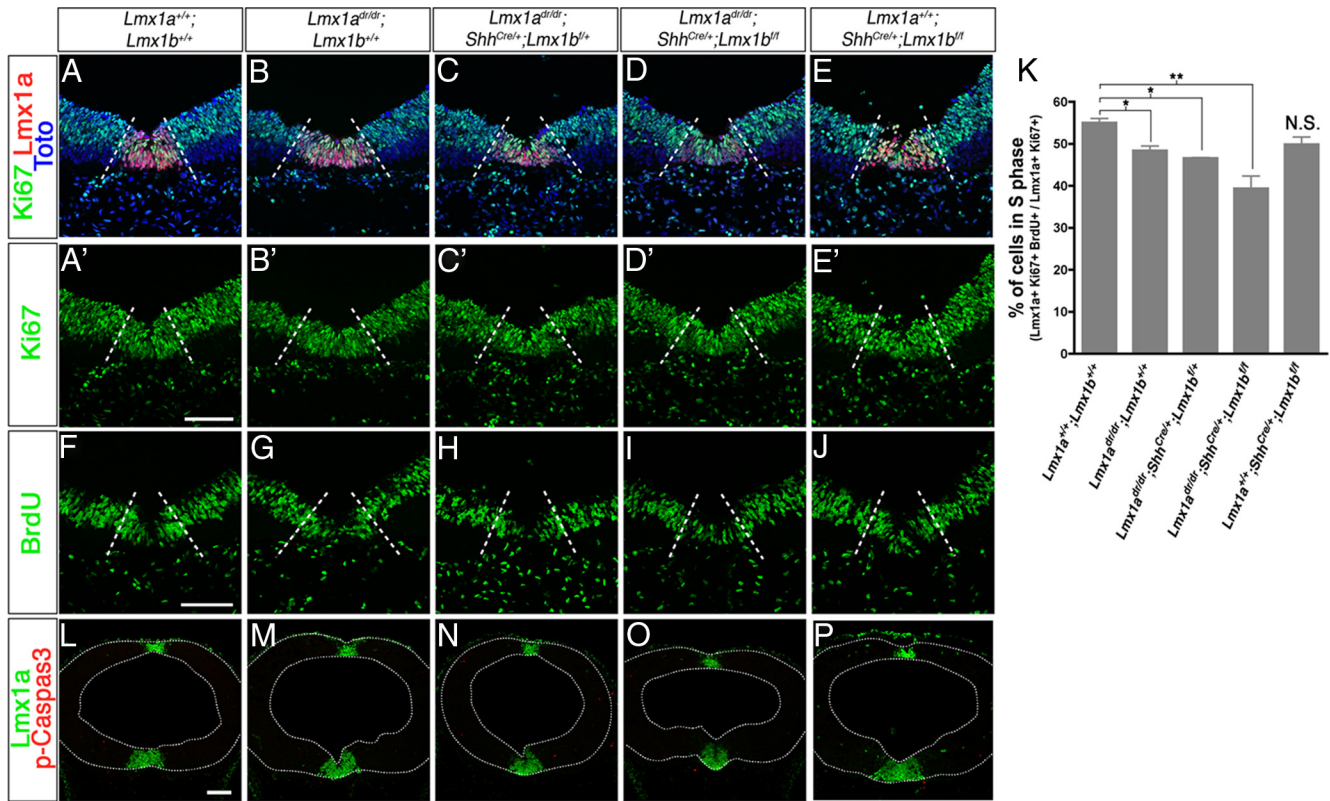 Lmx1a+/+;
Lmx1b+/+
Lmx1adr/dr;
Lmx1b+/+
Lmx1adr/dr;
ShhCre/+;Lmx1bf/+
Lmx1adr/dr;
ShhCre/+;Lmx1bf/f
Lmx1a+/+;
ShhCre/+;Lmx1bf/f
Ki67 Lmx1a
Toto
A
B
C
D
E
Ki67
A’
B’
C’
D’
E’
BrdU
F
G
H
I
J
Lmx1a
p-Caspas3
L
M
N
O
P
K
**
*
*
N.S.
% of cells in S phase
(Lmx1a+ Ki67+ BrdU+ / Lmx1a+ Ki67+)
60
50
40
30
20
10
0
Lmx1a+/+;Lmx1b+/+
Lmx1adr/dr;Lmx1b+/+
Lmx1adr/dr;ShhCre/+;Lmx1bf/+
Lmx1adr/dr;ShhCre/+;Lmx1bf/f
Lmx1a+/+;ShhCre/+;Lmx1bf/f